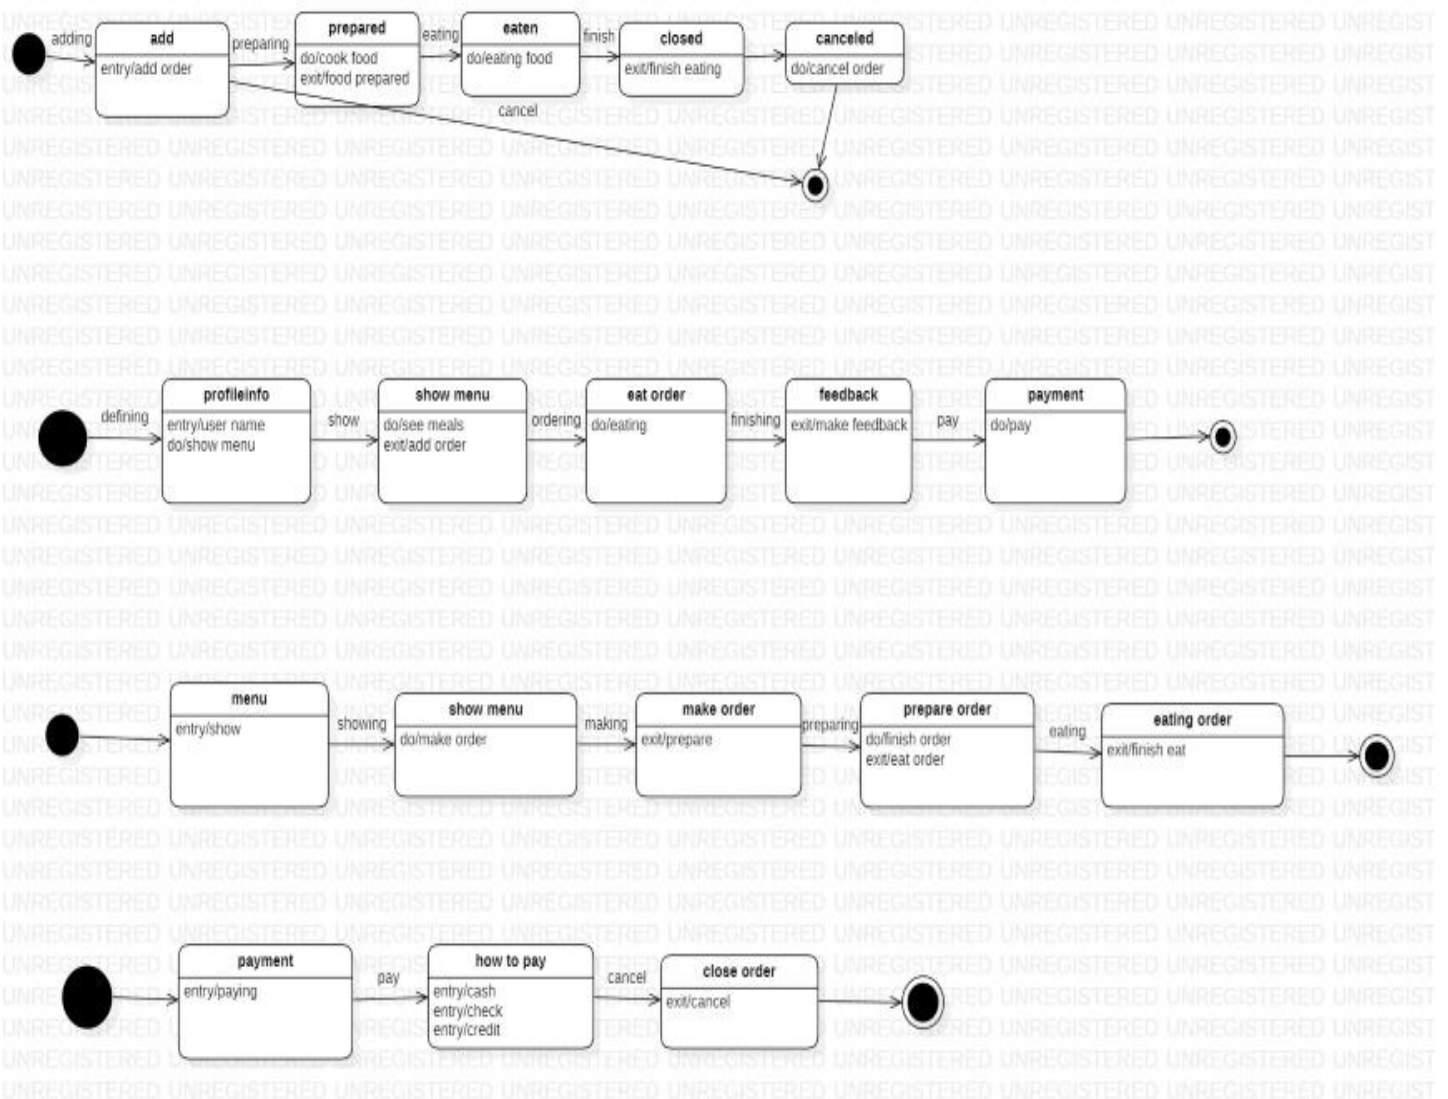 adding
add
entry/add order
preparing
prepared
do/cook food
exit/food prepared
eating
eaten
do/eating food
finish
closed
exit/finish eating
canceled
do/cancel order
cancel
defining
profileinfo
entry/user name
do/show menu
show
show menu
do/see meals
exit/add order
ordering
eat order
do/eating
finishing
feedback
exit/make feedback
pay
payment
do/pay
menu
entry/show
showing
show menu
do/make order
making
make order
exit/prepare
preparing
prepare order
do/finish order
exit/eat order
eating
eating order
exit/finish eat
payment
entry/paying
pay
how to pay
entry/cash
entry/check
entry/credit
cancel
close order
exit/cancel
UNREGISTERED